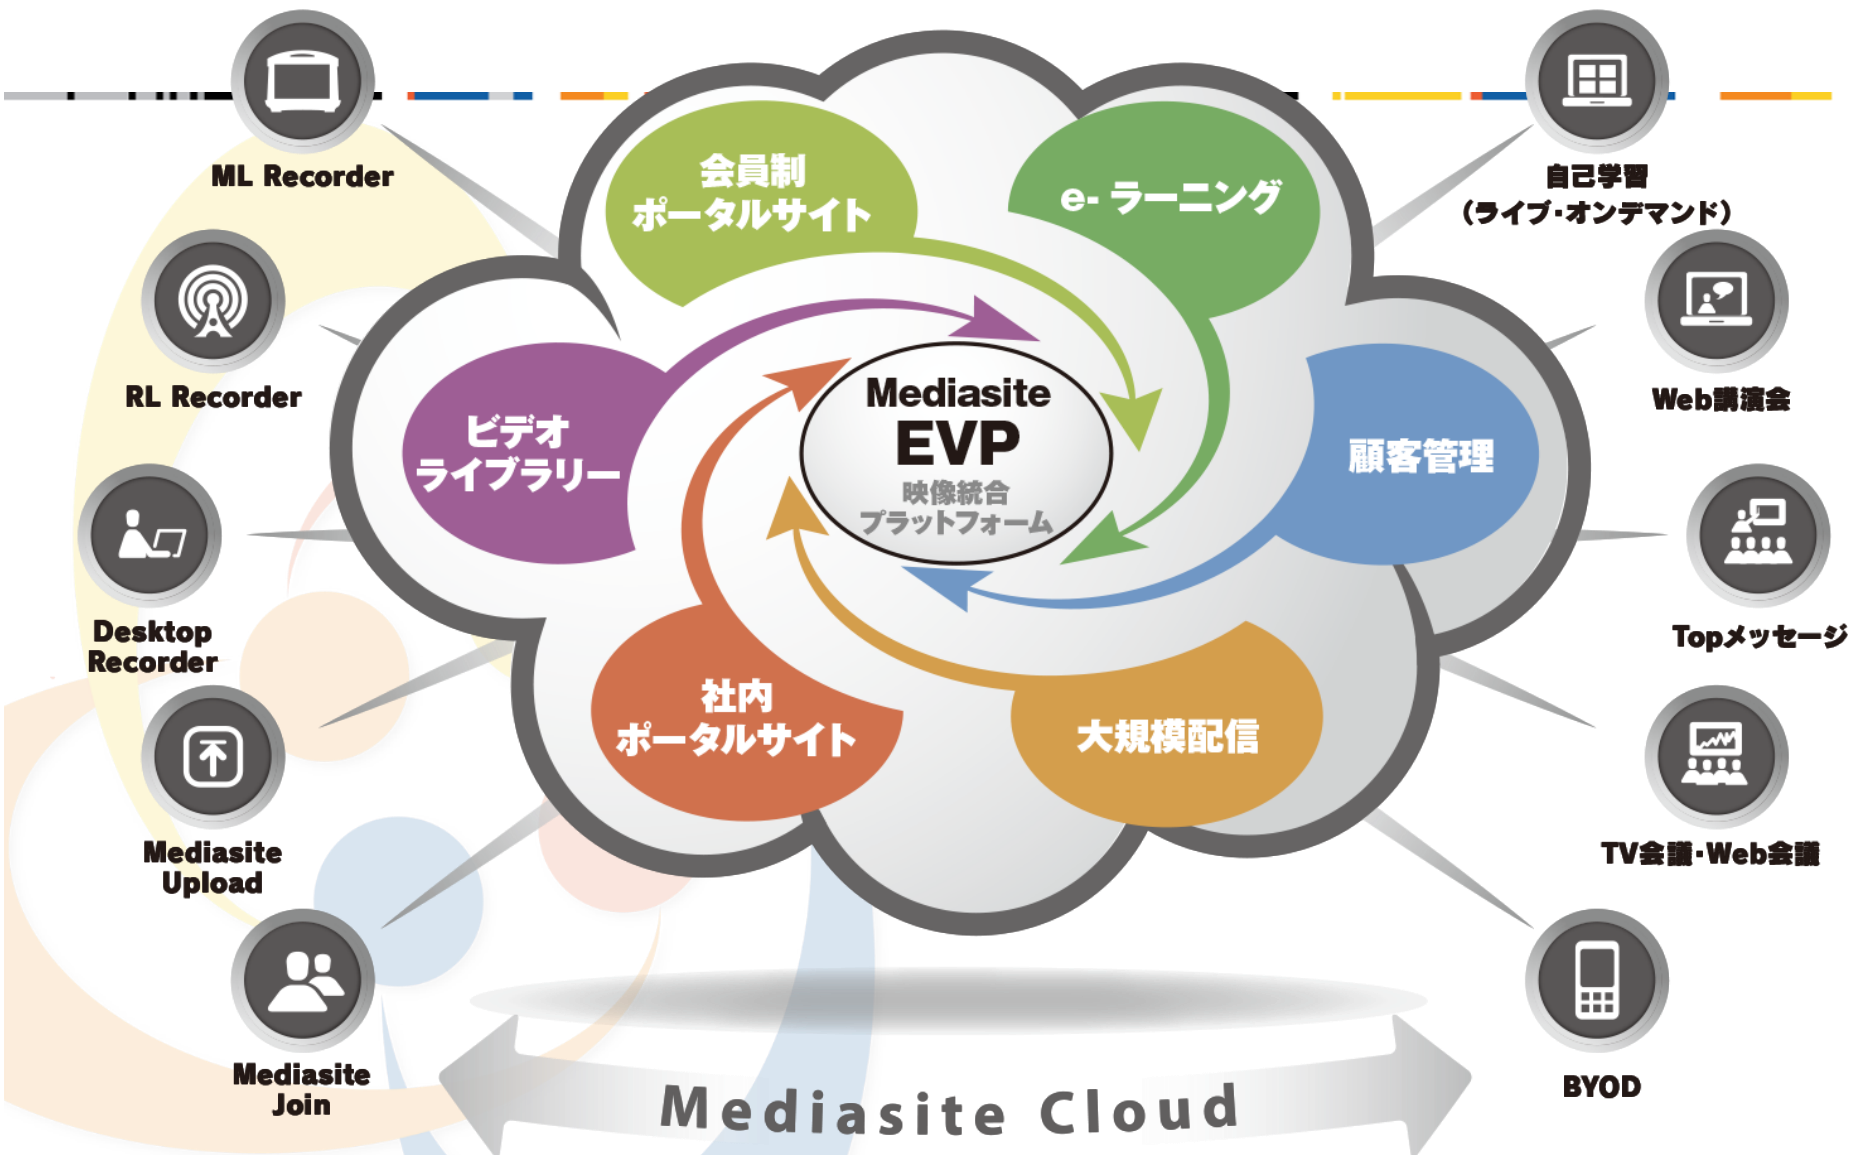 ML Recorder
RL Recorder
Desktop
Recorder
Mediasite
Upload
Mediasite
Join
会員制
ポータルサイト
e- ラーニング
ビデオ
ライブラリー
Mediasite
EVP
映像統合
プラットフォーム
顧客管理
社内
ポータルサイト
大規模配信
自己学習
（ライブ・オンデマンド）
Web講演会
Topメッセージ
TV会議・Web会議
BYOD
Mediasite Cloud